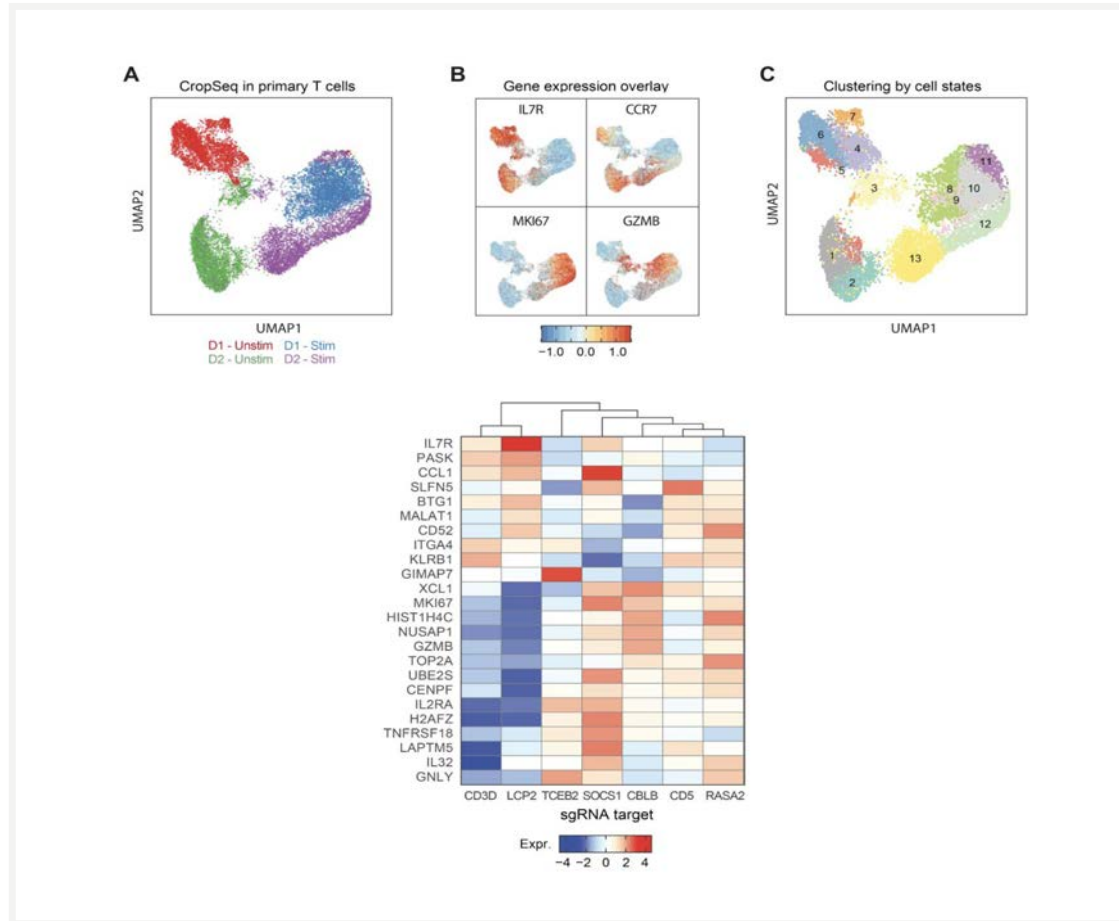 A
CropSeq in primary T cells
UMAP2
UMAP1
D1 - Unstim D1 - Stim
D2 - Unstim D2 - Stim
B
Gene expression overlay
IL7R CCR7
MKI67 GZMB
−1.0 0.0 1.0
C
Clustering by cell states
UMAP2
7
6
4
5
3
11
8
10
9
12
1
13
2
UMAP1
IL7R
PASK
CCL1
SLFN5
BTG1
MALAT1
CD52
ITGA4
KLRB1
GIMAP7
XCL1
MKI67
HIST1H4C
NUSAP1
GZMB
TOP2A
UBE2S
CENPF
IL2RA
H2AFZ
TNFRSF18
LAPTM5
IL32
GNLY
CD3D LCP2 TCEB2 SOCS1 CBLB CD5 RASA2
sgRNA target
Expr.
−4 −2 0 2 4